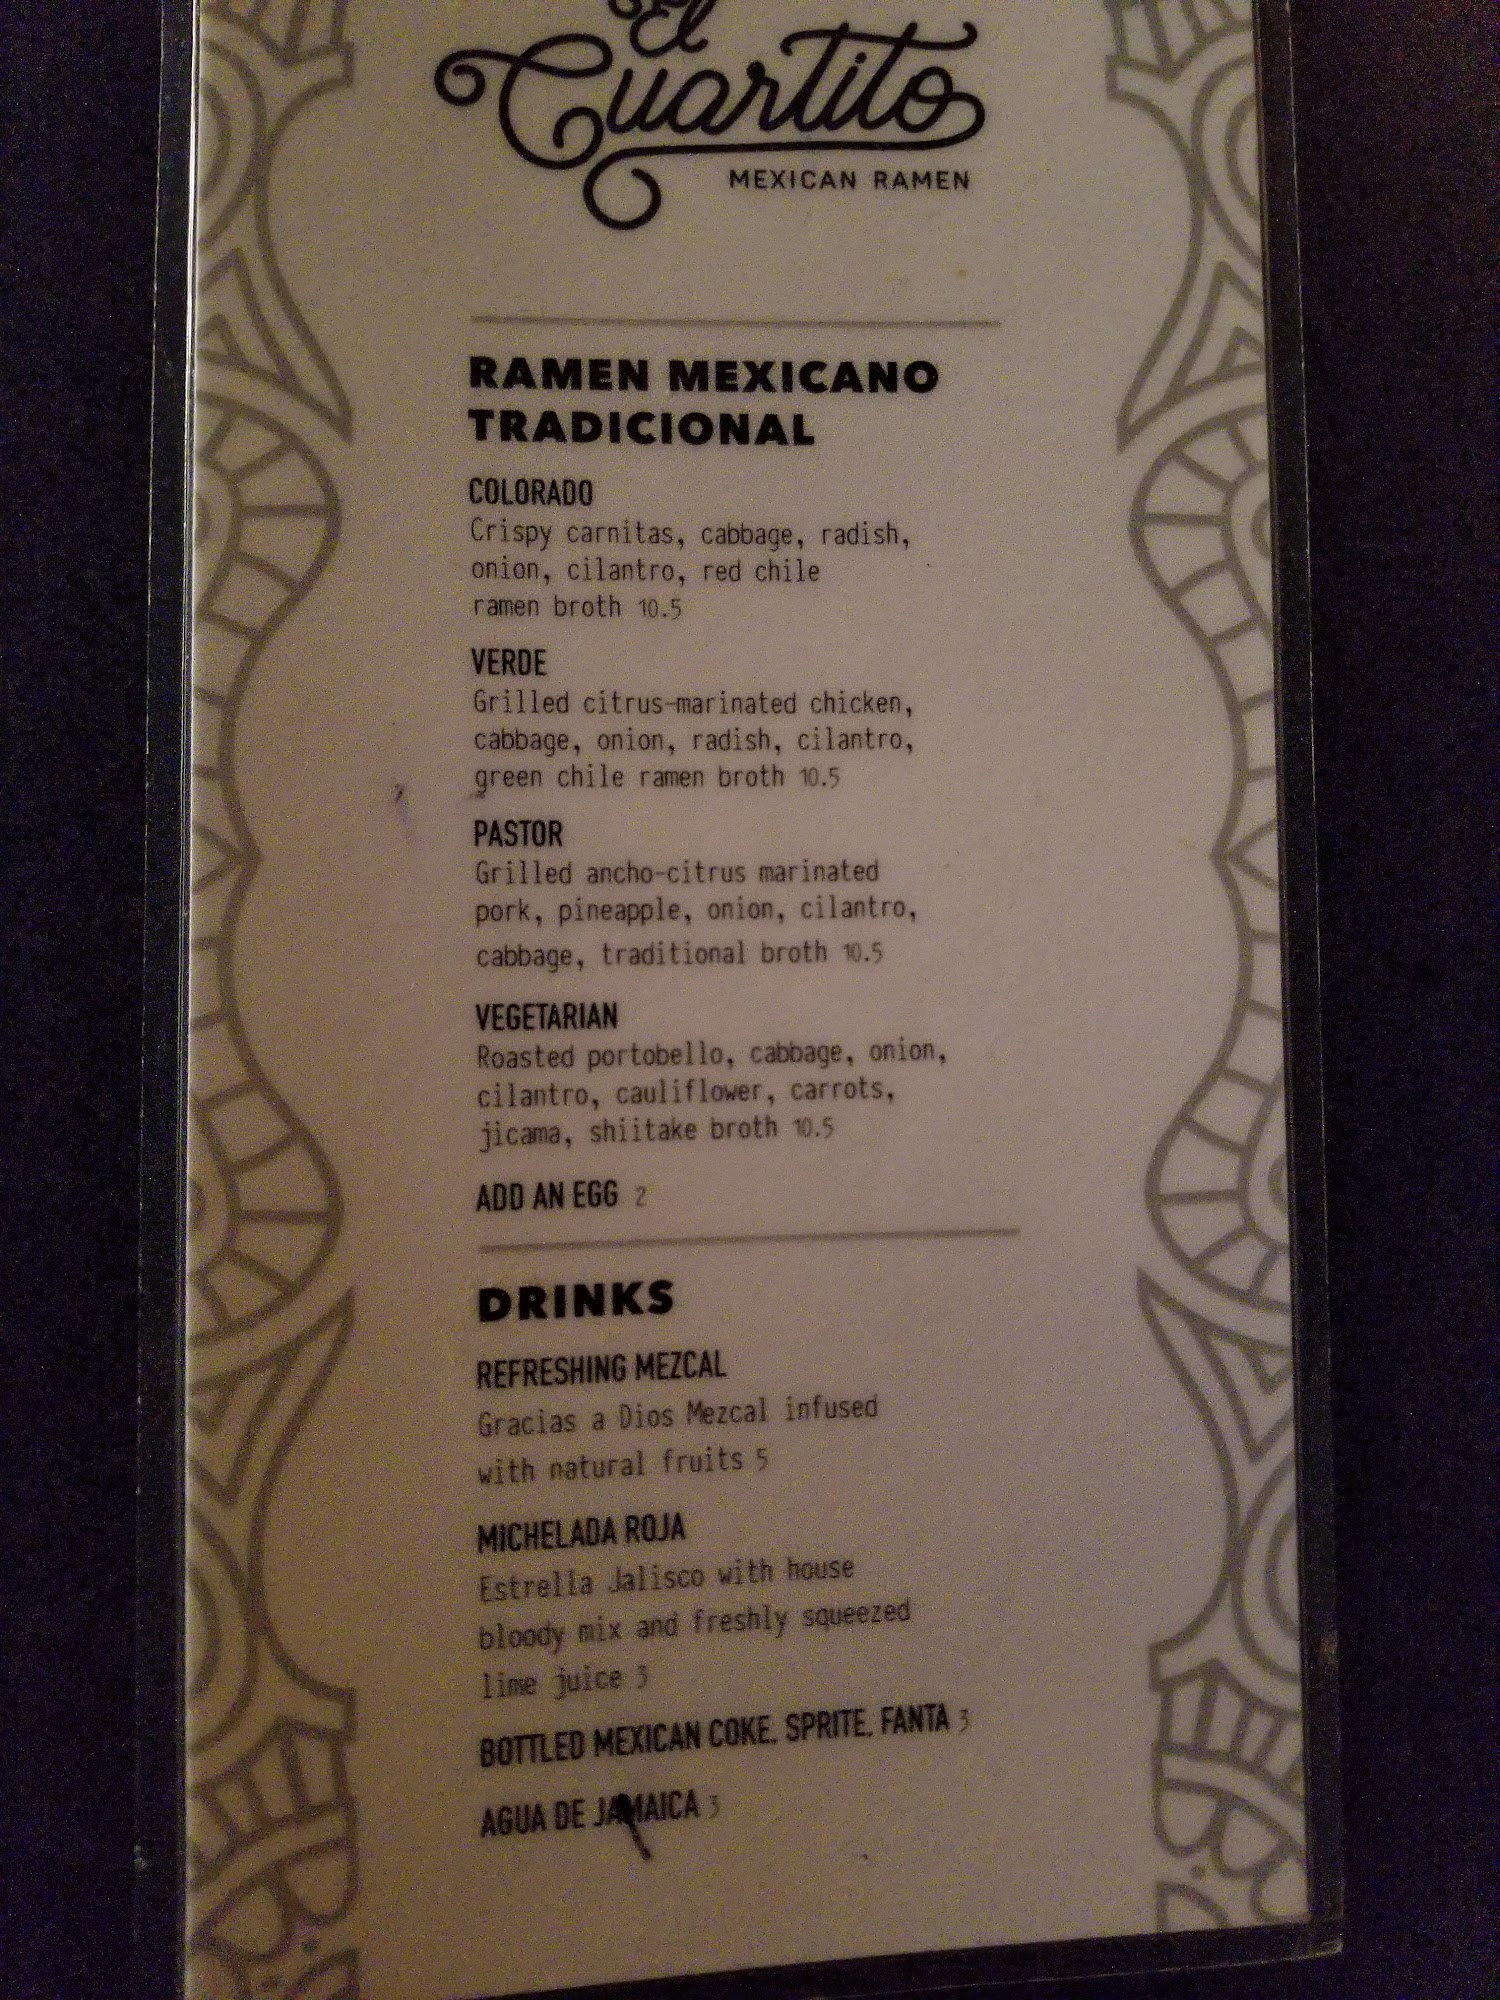 El
Cuartito
MEXICAN RAMEN
RAMEN MEXICANO
TRADICIONAL
COLORADO
Crispy carnitas, cabbage, radish,
onion, cilantro, red chile
ramen broth 10.5
VERDE
Grilled citrus-marinated chicken,
cabbage, onion, radish, cilantro,
green chile ramen broth 10.5
PASTOR
Grilled ancho-citrus marinated
pork, pineapple, onion, cilantro,
cabbage, traditional broth 10.5
VEGETARIAN
Roasted portobello, cabbage, onion,
cilantro, cauliflower, carrots,
jicama, shiitake broth 10.5
ADD AN EGG 2
DRINKS
REFRESHING MEZCAL
Gracias a Dios Mezcal infused
with natural fruits 5
MICHELADA ROJA
Estrella Jalisco with house
bloody mix and freshly squeezed
lime juice 3
BOTTLED MEXICAN COKE, SPRITE, FANTA 3
AGUA DE JAMAICA 3